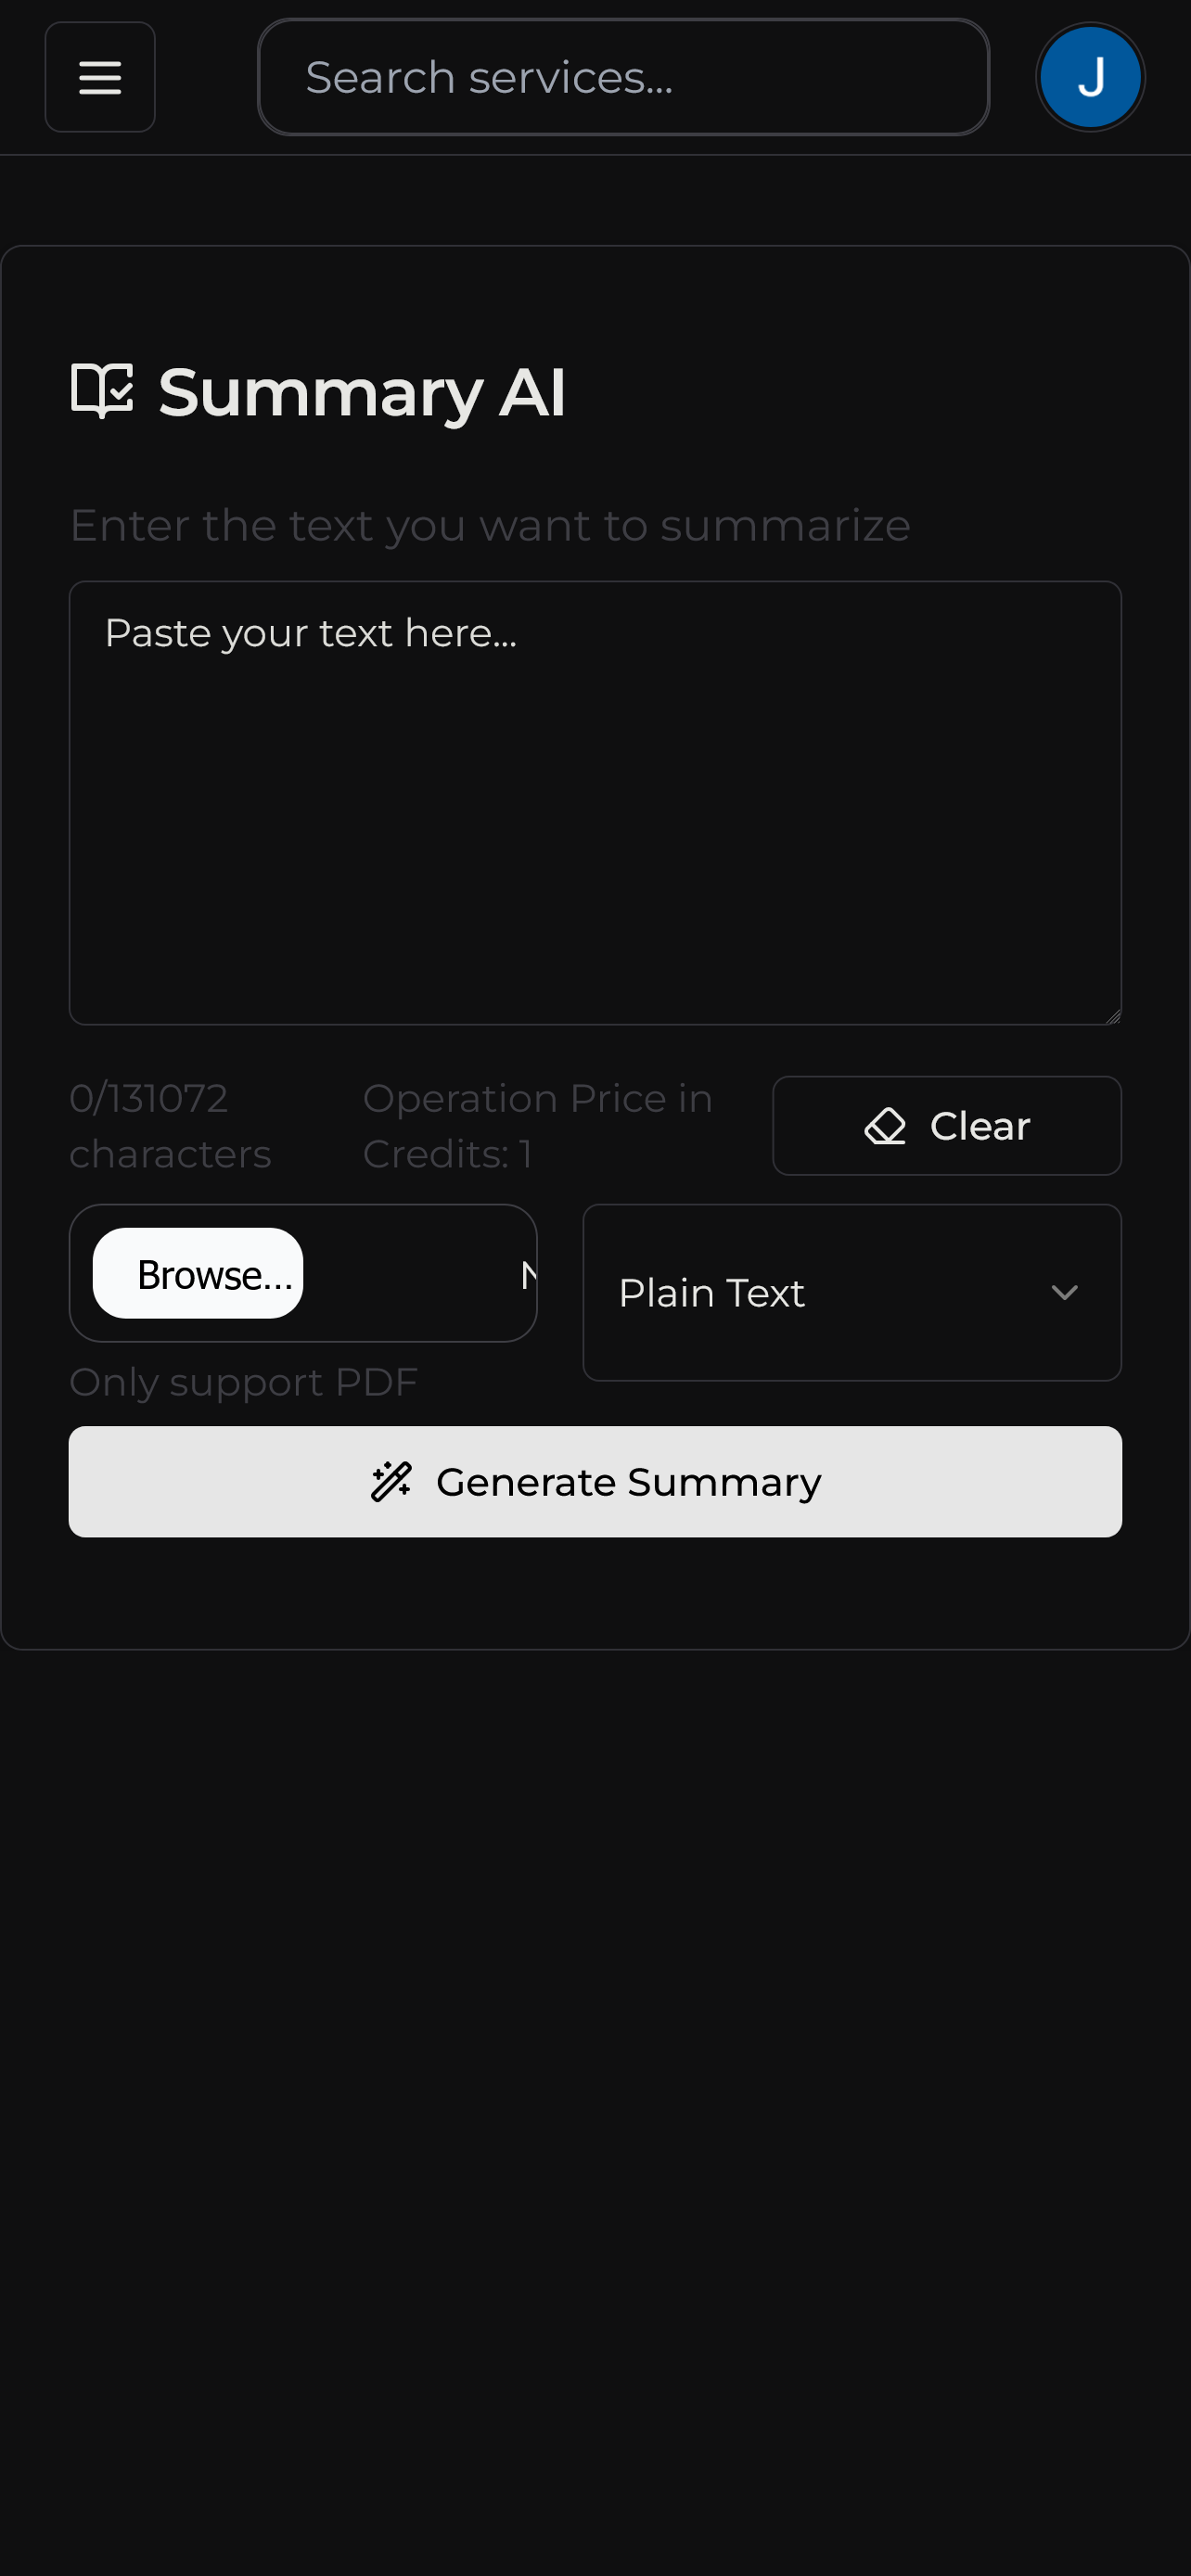 Search services...
J
Summary AI
Enter the text you want to summarize
Paste your text here...
0/131072
characters
Operation Price in
Credits: 1
Clear
Browse...
Plain Text
Only support PDF
Generate Summary